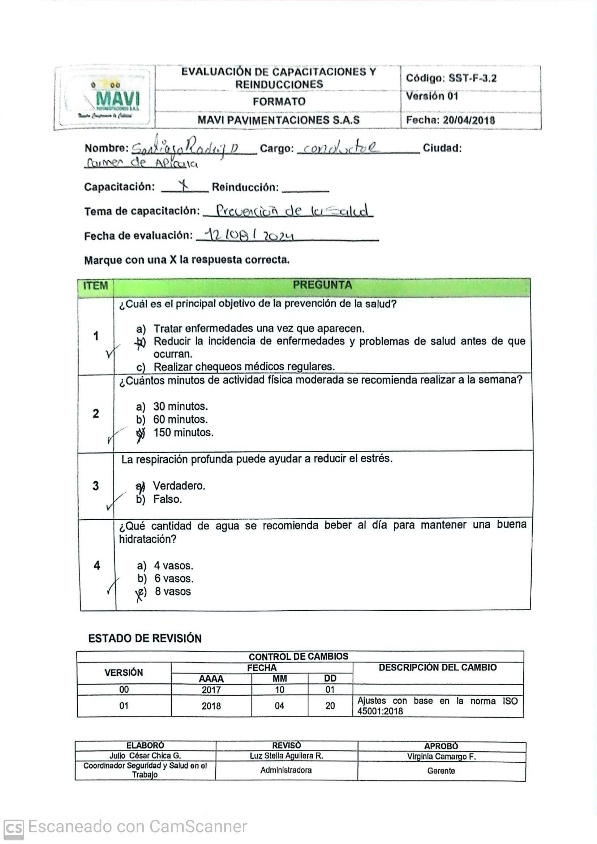 MAVI
PAVIMENTACIONES S.A.S.
EVALUACIÓN DE CAPACITACIONES Y
REINDUCCIONES
FORMATO
MAVI PAVIMENTACIONES S.A.S
Código: SST-F-3.2
Versión 01
Fecha: 20/04/2018
Nombre: Santiago Rodrig D Cargo: conductor Ciudad:
Carmen de Apicala
Capacitación: X Reinducción:
Tema de capacitación: Prevencion de la salud
Fecha de evaluación: 12/08/2024
Marque con una X la respuesta correcta.
ITEM PREGUNTA
¿Cuál es el principal objetivo de la prevención de la salud?
1
a) Tratar enfermedades una vez que aparecen.
b) Reducir la incidencia de enfermedades y problemas de salud antes de que
ocurran.
c) Realizar chequeos médicos regulares.
¿Cuántos minutos de actividad física moderada se recomienda realizar a la semana?
2
a) 30 minutos.
b) 60 minutos.
c) 150 minutos.
La respiración profunda puede ayudar a reducir el estrés.
3
a) Verdadero.
b) Falso.
¿Qué cantidad de agua se recomienda beber al día para mantener una buena
hidratación?
4
a) 4 vasos.
b) 6 vasos.
c) 8 vasos
ESTADO DE REVISIÓN
CONTROL DE CAMBIOS
VERSIÓN FECHA DESCRIPCIÓN DEL CAMBIO
AAAA MM DD
00 2017 10 01
01 2018 04 20 Ajustes con base en la norma ISO
45001:2018
ELABORÓ REVISÓ APROBÓ
Julio César Chica G. Luz Stella Aguilera R. Virginia Camargo F.
Coordinador Seguridad y Salud en el
Trabajo Administradora Gerente
CS Escaneado con CamScanner